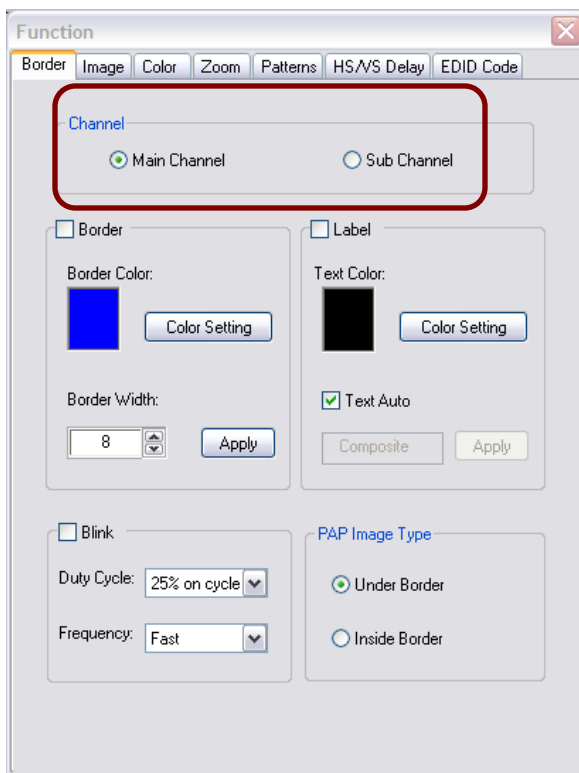 Function
Border Image Color Zoom Patterns HS/VS Delay EDID Code
Channel
Main Channel Sub Channel
Border
Border Color:
Color Setting
Border Width:
8 Apply
Label
Text Color:
Color Setting
Text Auto
Composite Apply
Blink
Duty Cycle: 25% on cycle
Frequency: Fast
PAP Image Type
Under Border
Inside Border